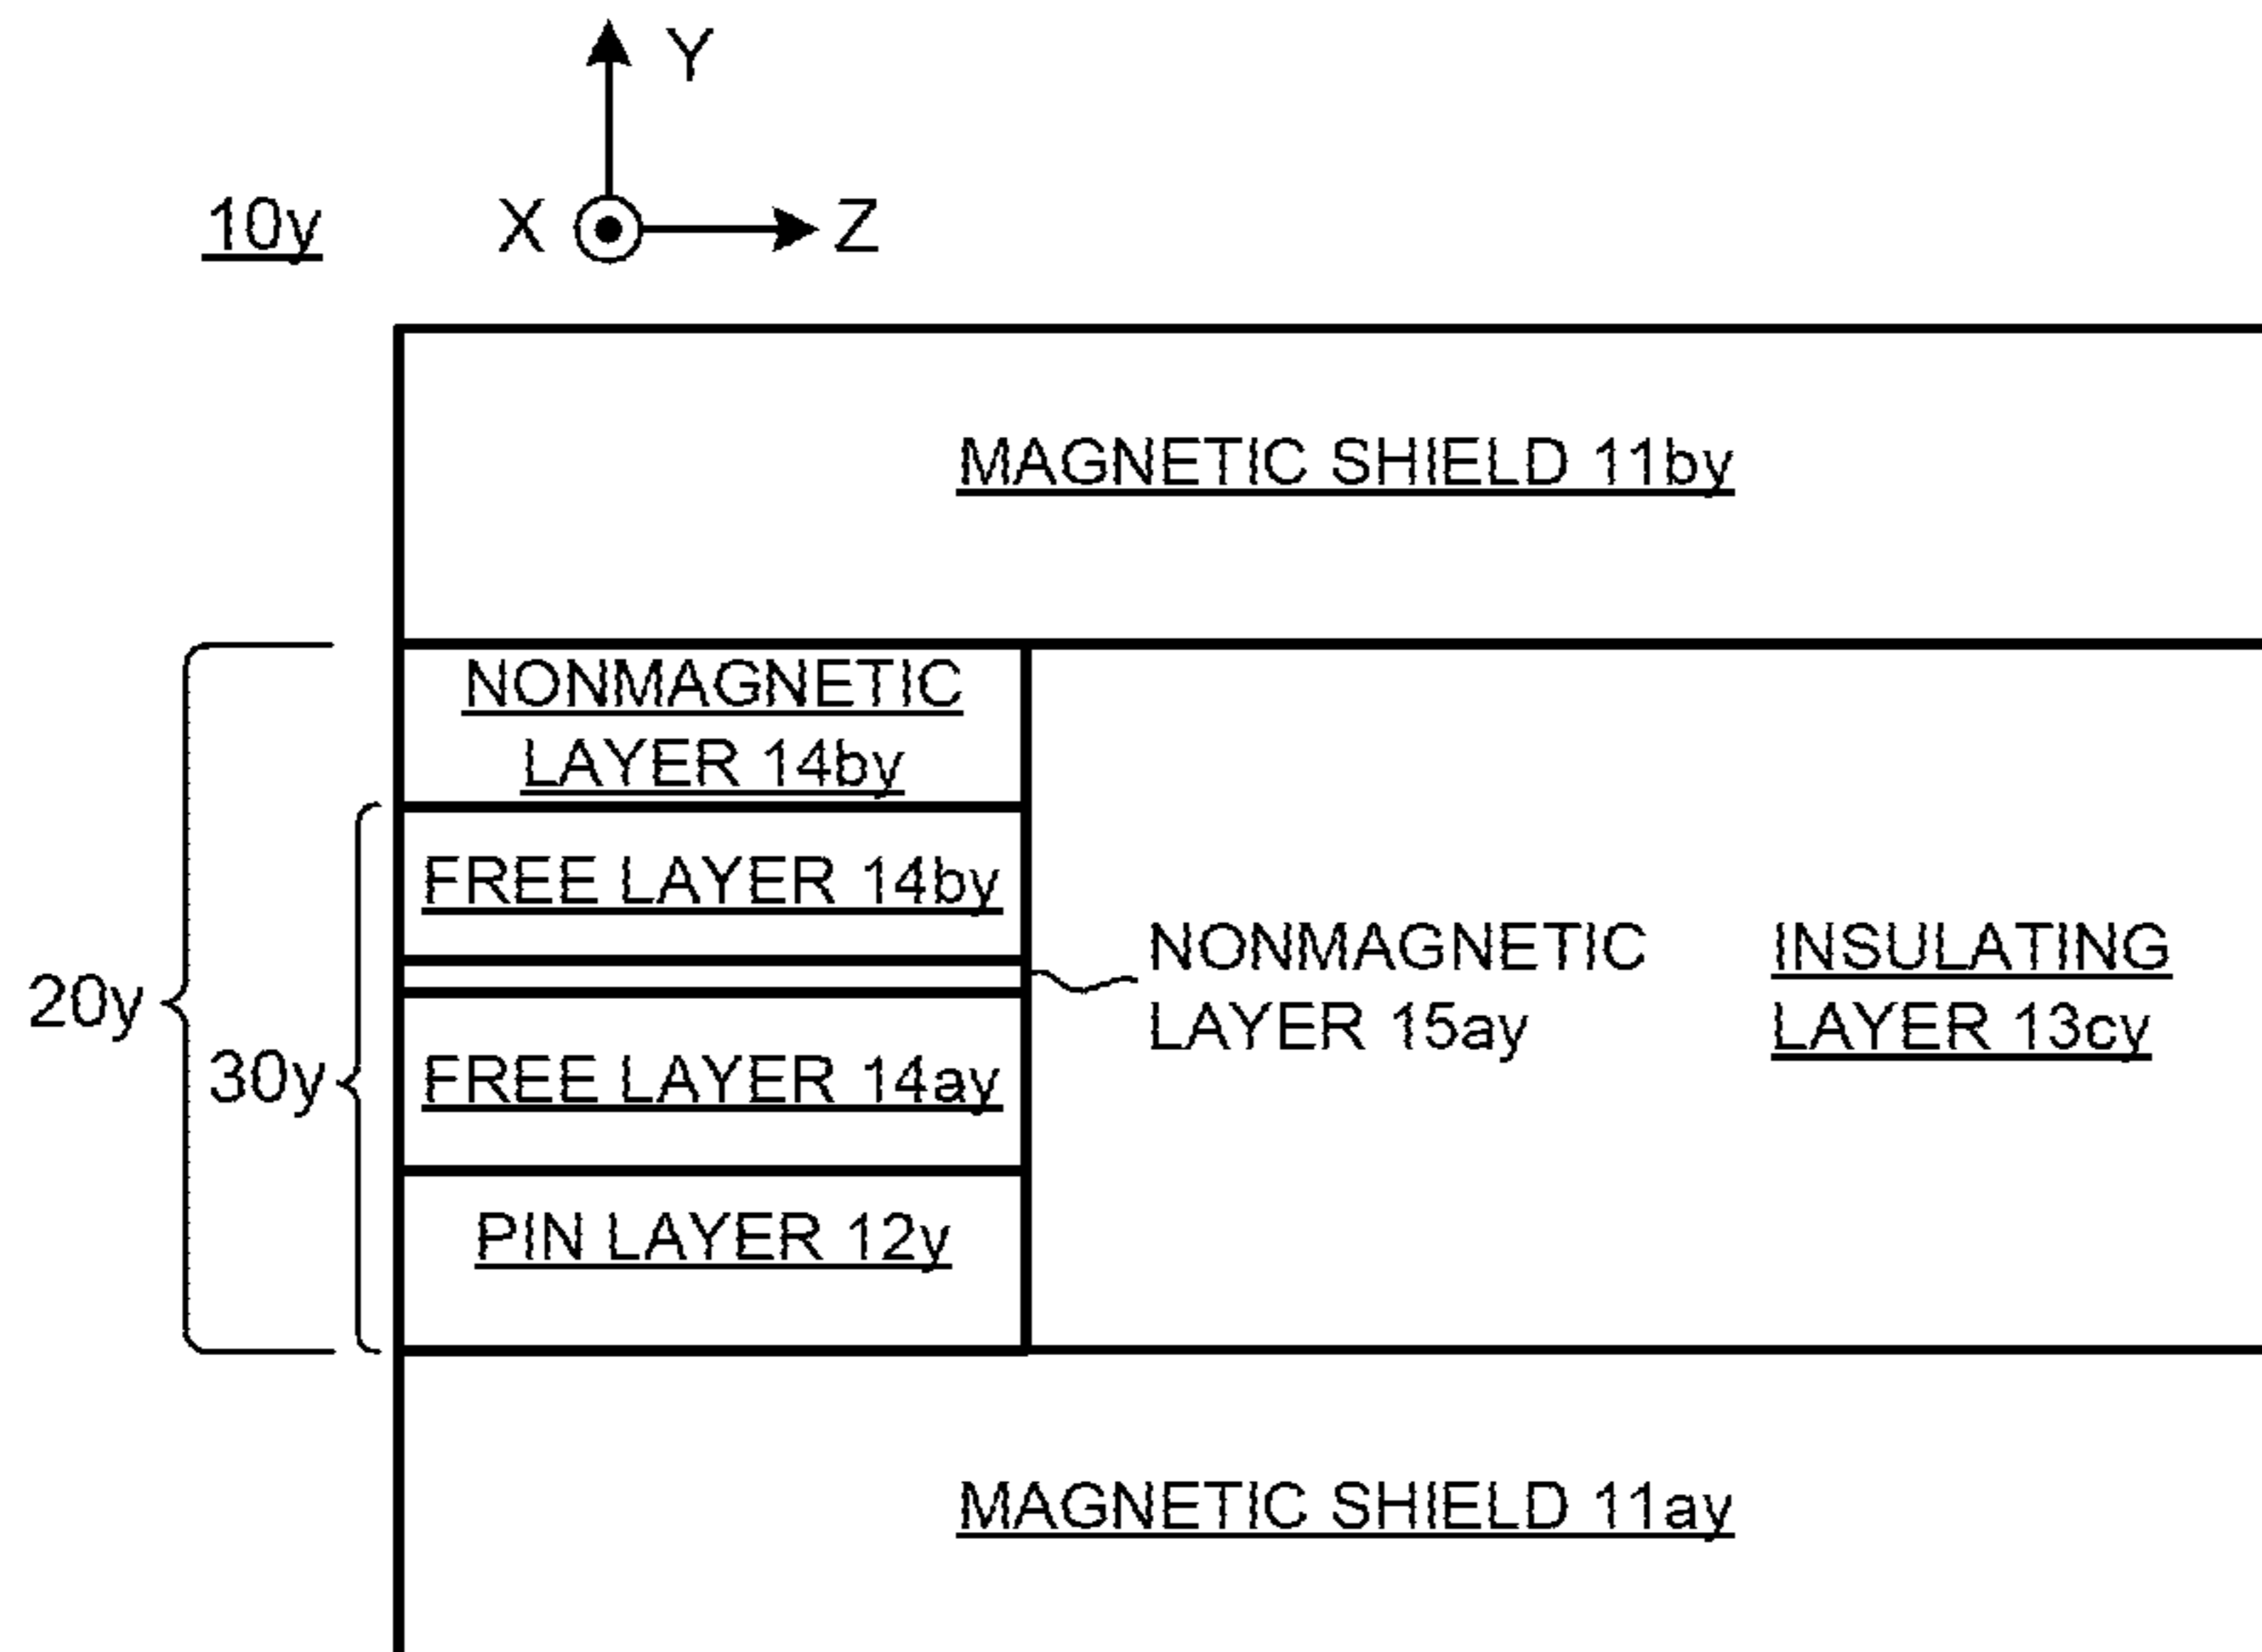 Y
10y
X
Z
MAGNETIC SHIELD 11by
NONMAGNETIC
LAYER 14by
FREE LAYER 14by
NONMAGNETIC
LAYER 15ay
INSULATING
LAYER 13cy
20y
30y
FREE LAYER 14ay
PIN LAYER 12y
MAGNETIC SHIELD 11ay